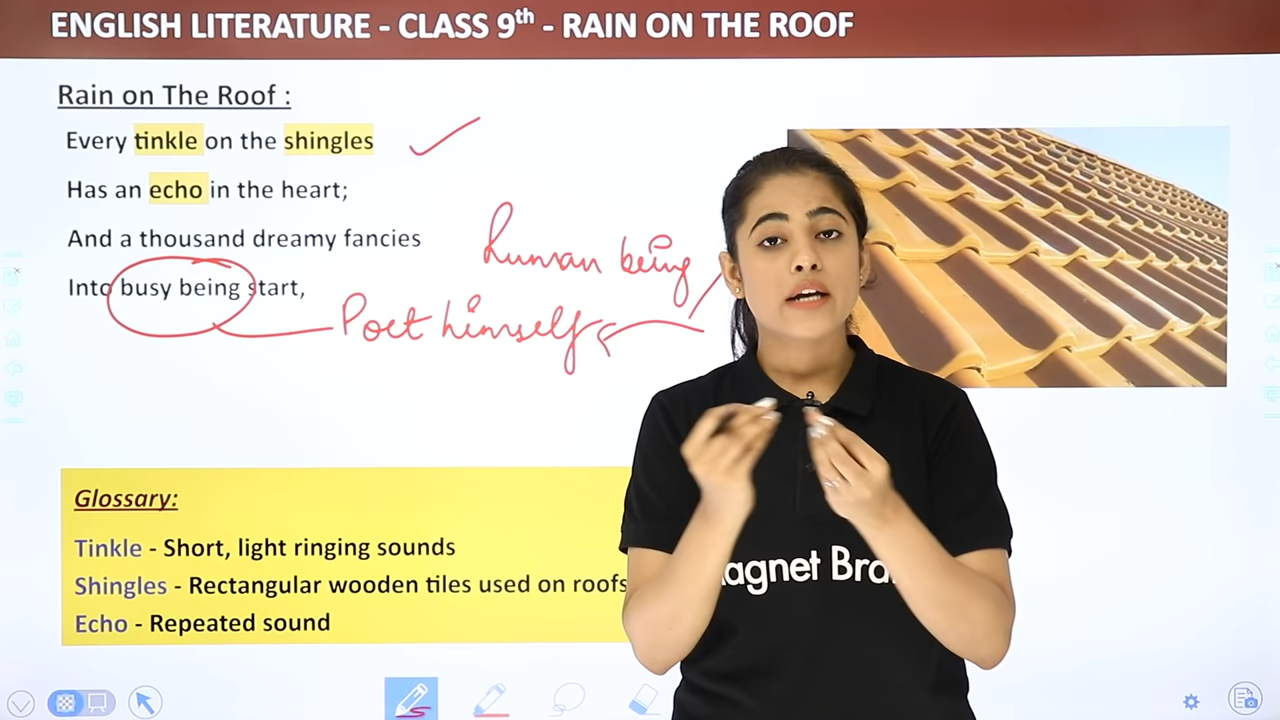 ENGLISH LITERATURE - CLASS 9th - RAIN ON THE ROOF
Rain on The Roof :
Every tinkle on the shingles
Has an echo in the heart;
And a thousand dreamy fancies
Into busy being start,
human being
Poet himself
Glossary:
Tinkle - Short, light ringing sounds
Shingles - Rectangular wooden tiles used on roofs
Echo - Repeated sound
agnet Bra